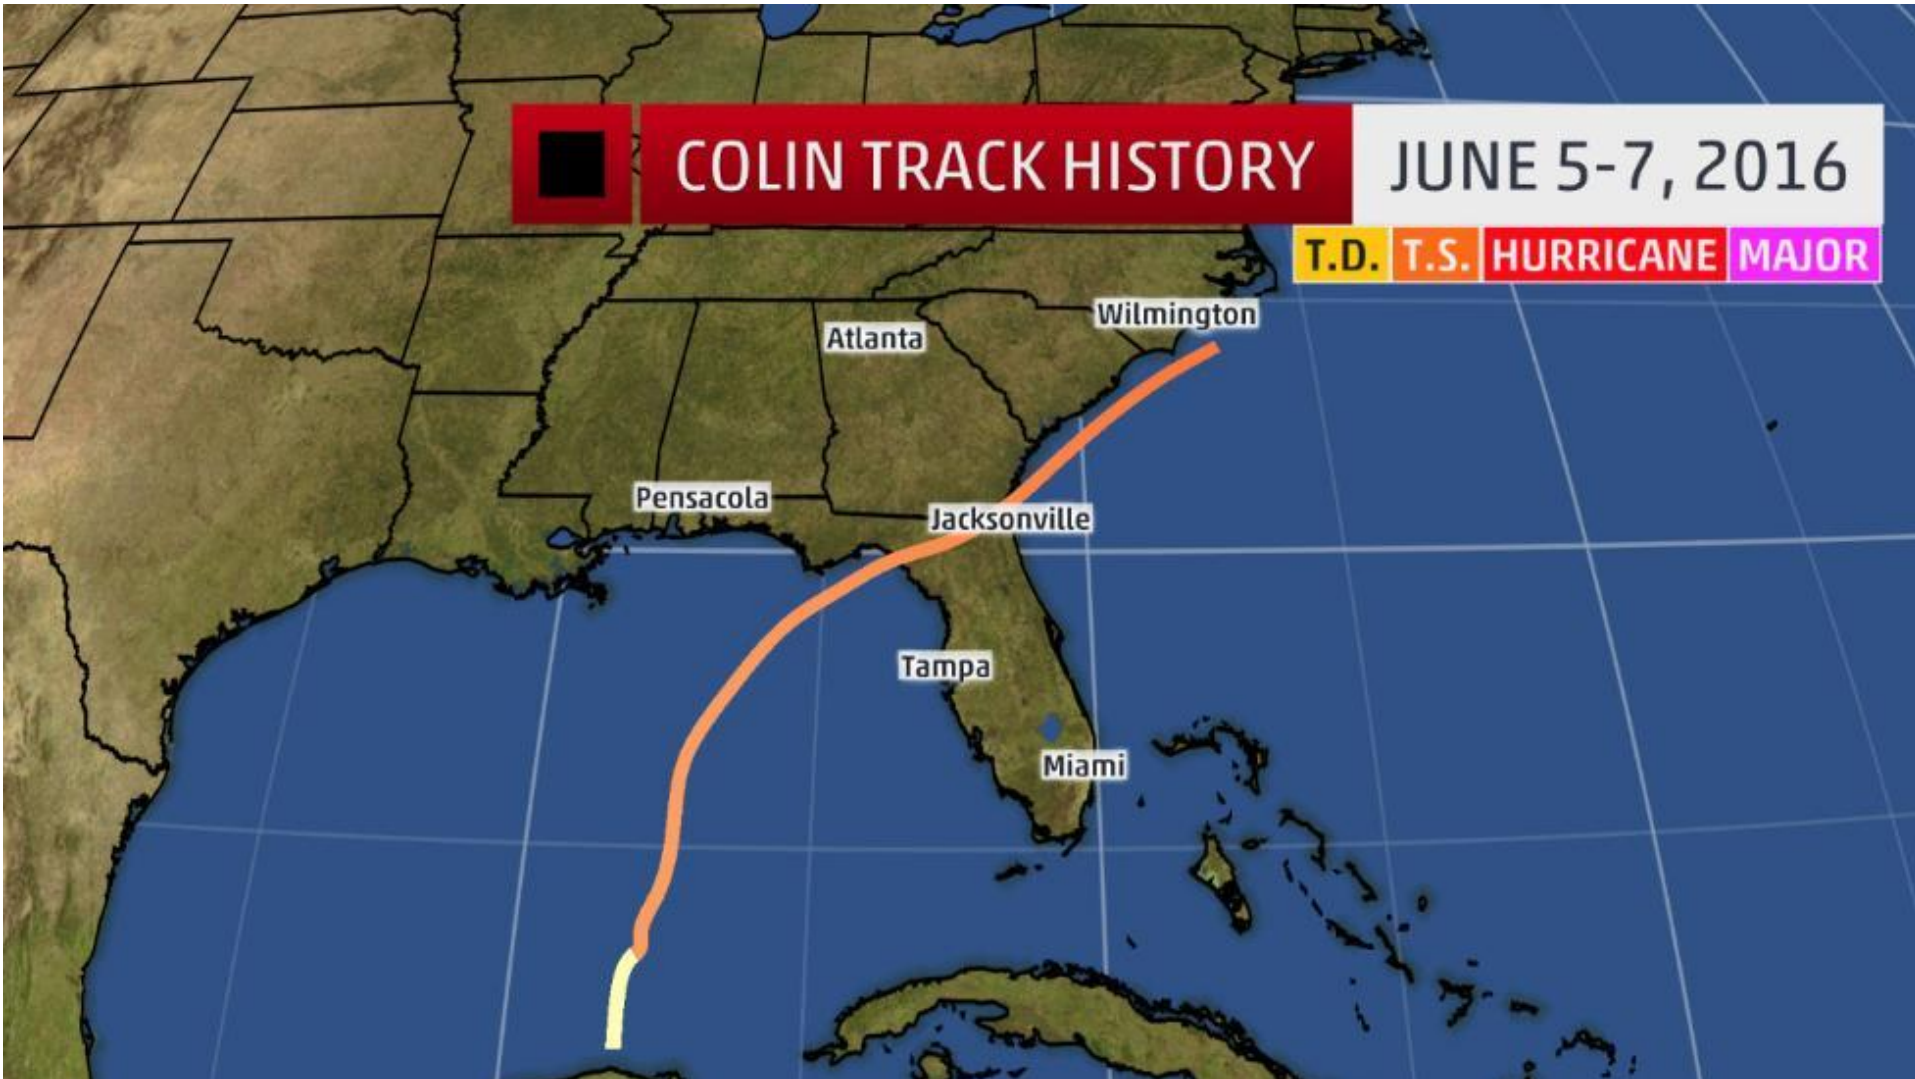 COLIN TRACK HISTORY JUNE 5-7, 2016
T.D. T.S. HURRICANE MAJOR
Wilmington
Atlanta
Pensacola
Jacksonville
Tampa
Miami